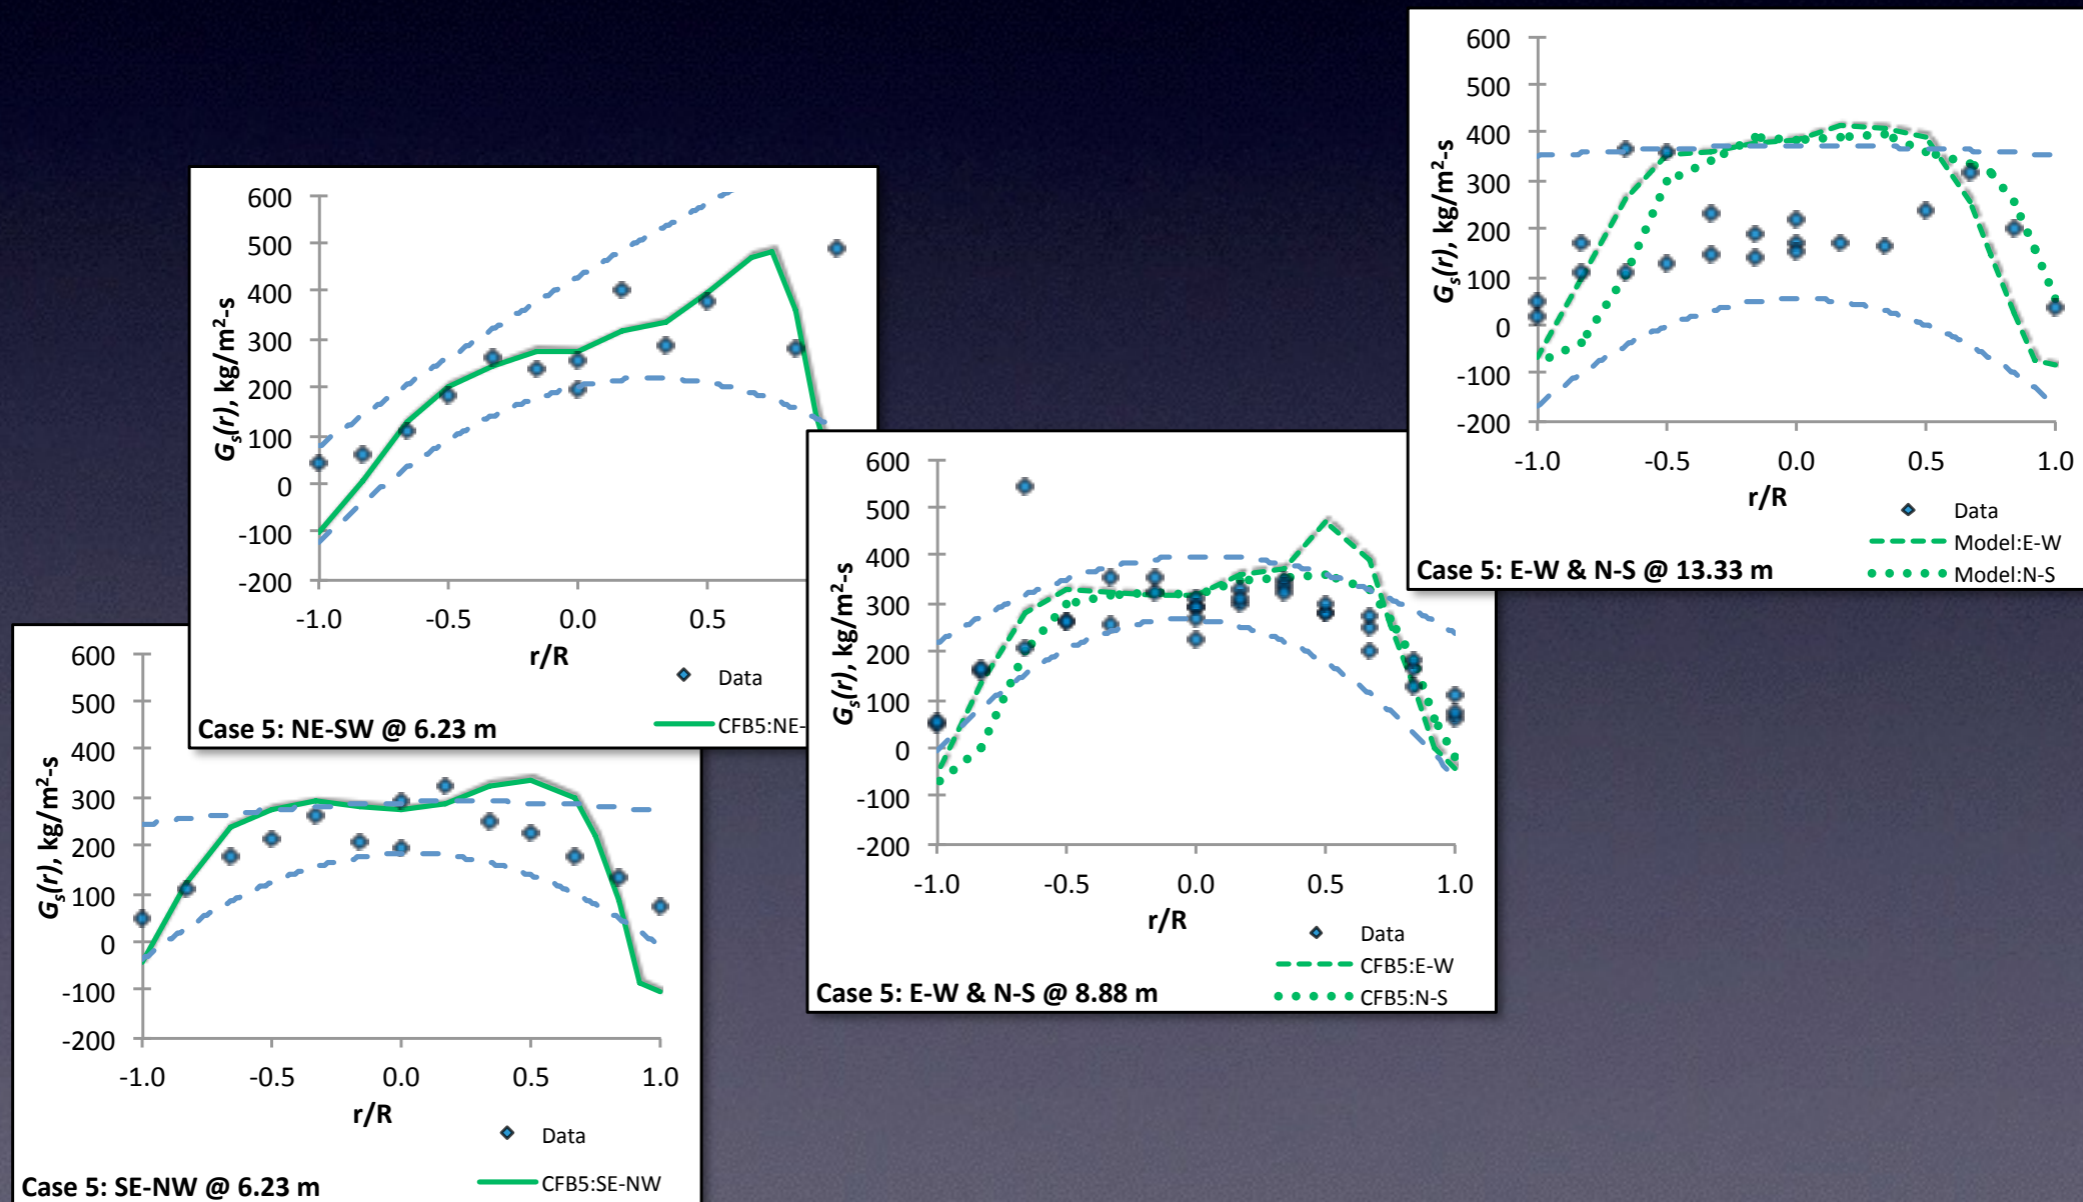 600
500
400
300
200
100
0
-100
-200
-1.0
-0.5
0.0
0.5
1.0
Gs(r), kg/m²-s
r/R
Data
Model:E-W
Model:N-S
Case 5: E-W & N-S @ 13.33 m
600
500
400
300
200
100
0
-100
-200
-1.0
-0.5
0.0
0.5
Gs(r), kg/m²-s
r/R
Data
CFB5:NE-
Case 5: NE-SW @ 6.23 m
600
500
400
300
200
100
0
-100
-200
-1.0
-0.5
0.0
0.5
1.0
Gs(r), kg/m²-s
r/R
Data
CFB5:E-W
CFB5:N-S
Case 5: E-W & N-S @ 8.88 m
600
500
400
300
200
100
0
-100
-200
-1.0
-0.5
0.0
0.5
1.0
Gs(r), kg/m²-s
r/R
Data
CFB5:SE-NW
Case 5: SE-NW @ 6.23 m